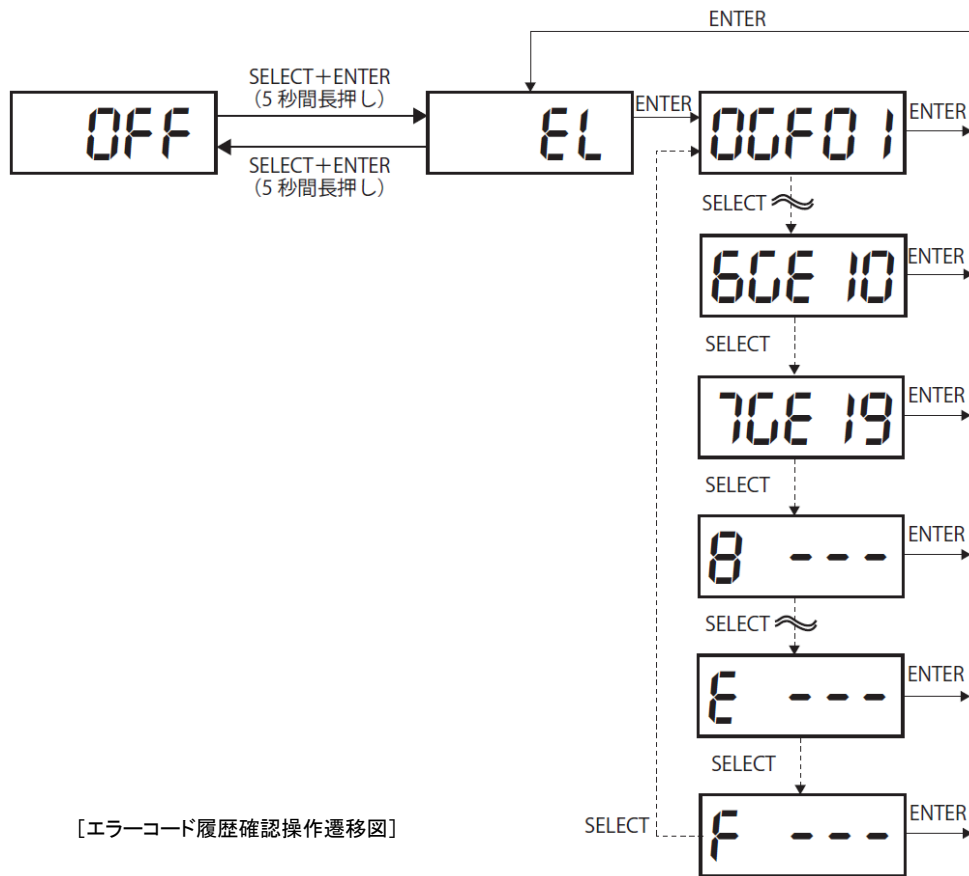 ENTER
SELECT+ENTER
(5 秒間長押し)
OFF
EL
ENTER
0GF01
ENTER
SELECT+ENTER
(5 秒間長押し)
SELECT
6GE10
ENTER
SELECT
7GE19
ENTER
SELECT
8 ---
ENTER
SELECT
E ---
ENTER
SELECT
F ---
ENTER
SELECT
[エラーコード履歴確認操作遷移図]